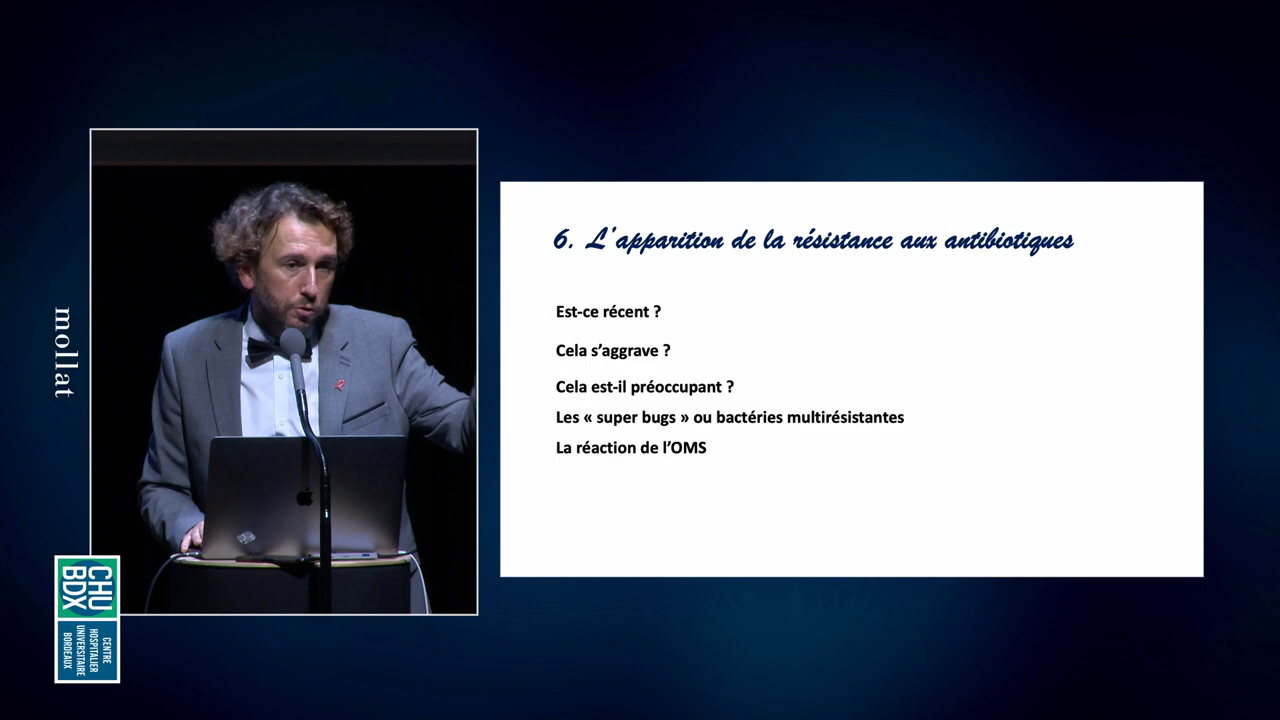 mollat
CHU
BDX
CENTRE
HOSPITALIER
UNIVERSITAIRE
BORDEAUX
6. L'apparition de la résistance aux antibiotiques
Est-ce récent ?
Cela s’aggrave ?
Cela est-il préoccupant ?
Les « super bugs » ou bactéries multirésistantes
La réaction de l’OMS